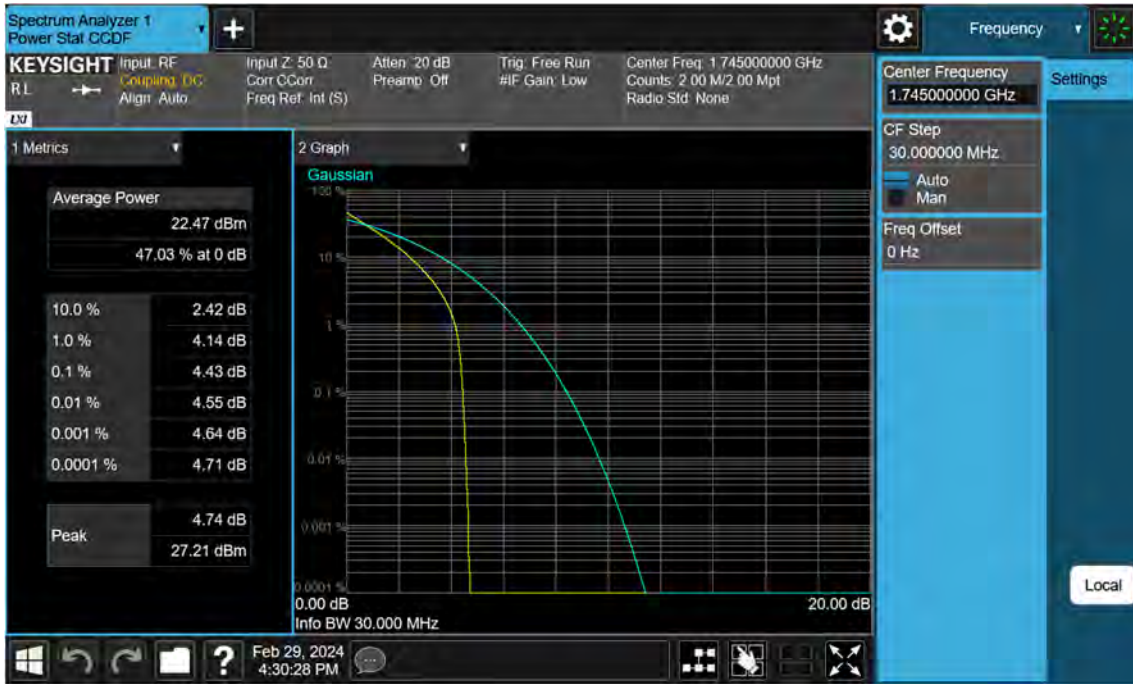 Spectrum Analyzer 1
Power Stat CCDF
+
Frequency
KEYSIGHT
RL
LXI
Input: RF
Coupling: DC
Align: Auto
Input Z: 50 Ω
Corr CCorr
Freq Ref: Int (S)
Atten: 20 dB
Preamp: Off
Trig: Free Run
#IF Gain: Low
Center Freq: 1.745000000 GHz
Counts: 2.00 M/2.00 Mpt
Radio Std: None
Center Frequency
1.745000000 GHz
Settings
CF Step
30.000000 MHz
Auto
Man
Freq Offset
0 Hz
1 Metrics
Average Power
22.47 dBm
47.03 % at 0 dB
10.0 % 2.42 dB
1.0 % 4.14 dB
0.1 % 4.43 dB
0.01 % 4.55 dB
0.001 % 4.64 dB
0.0001 % 4.71 dB
Peak
4.74 dB
27.21 dBm
2 Graph
Gaussian
100 %
10 %
1 %
0.1 %
0.01 %
0.001 %
0.0001 %
0.00 dB
20.00 dB
Info BW 30.000 MHz
Local
?
Feb 29, 2024
4:30:28 PM